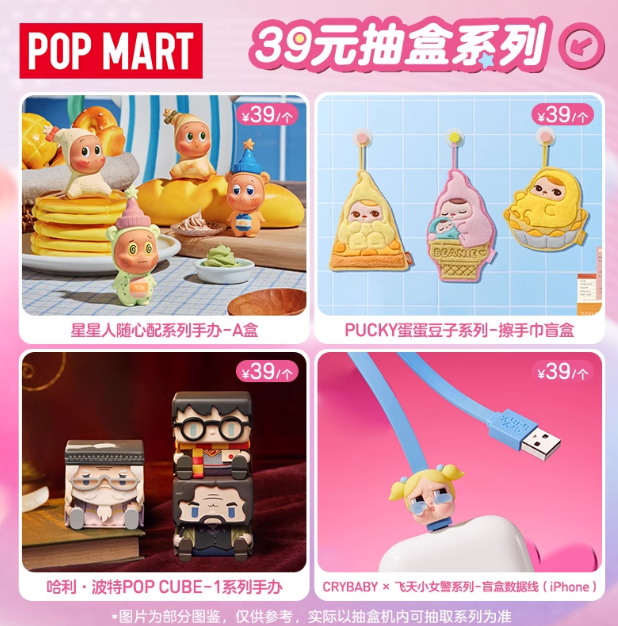 POP MART
39元抽盒系列
¥39/个
¥39/个
星星人随心配系列手办-A盒
BEANIE
PUCKY蛋蛋豆子系列-擦手巾盲盒
¥39/个
¥39/个
哈利·波特POP CUBE-1系列手办
CRYBABY × 飞天小女警系列-盲盒数据线（iPhone）
*图片为部分图鉴，仅供参考，实际以抽盒机内可抽取系列为准